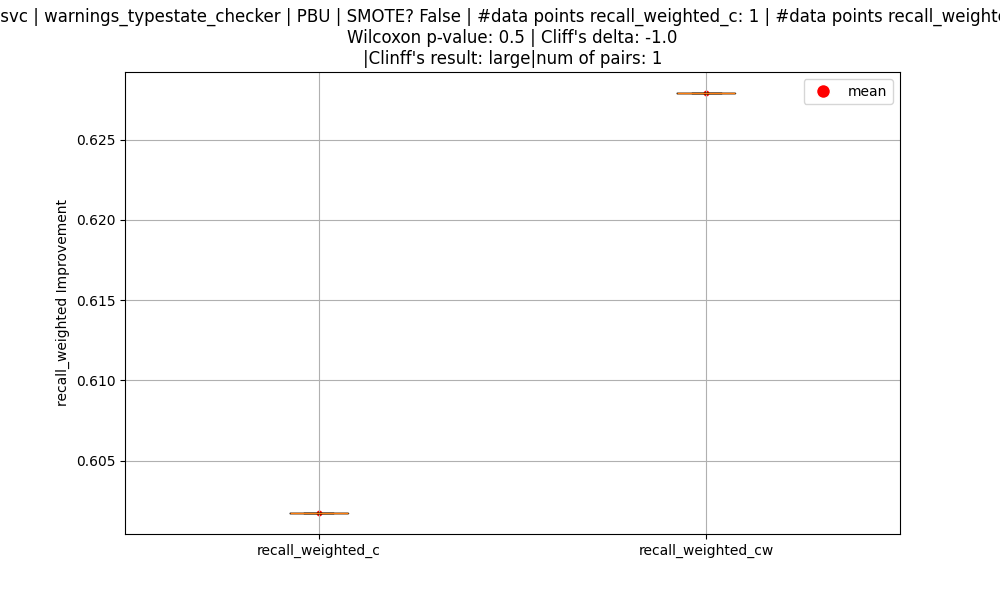 svc | warnings_typestate_checker | PBU | SMOTE? False | #data points recall_weighted_c: 1 | #data points
Wilcoxon p-value: 0.5 | Cliff's delta: -1.0
|Clinff's result: large|num of pairs: 1
mean
0.625
0.620
0.615
0.610
0.605
recall_weighted Improvement
recall_weighted_c
recall_weighted_cw